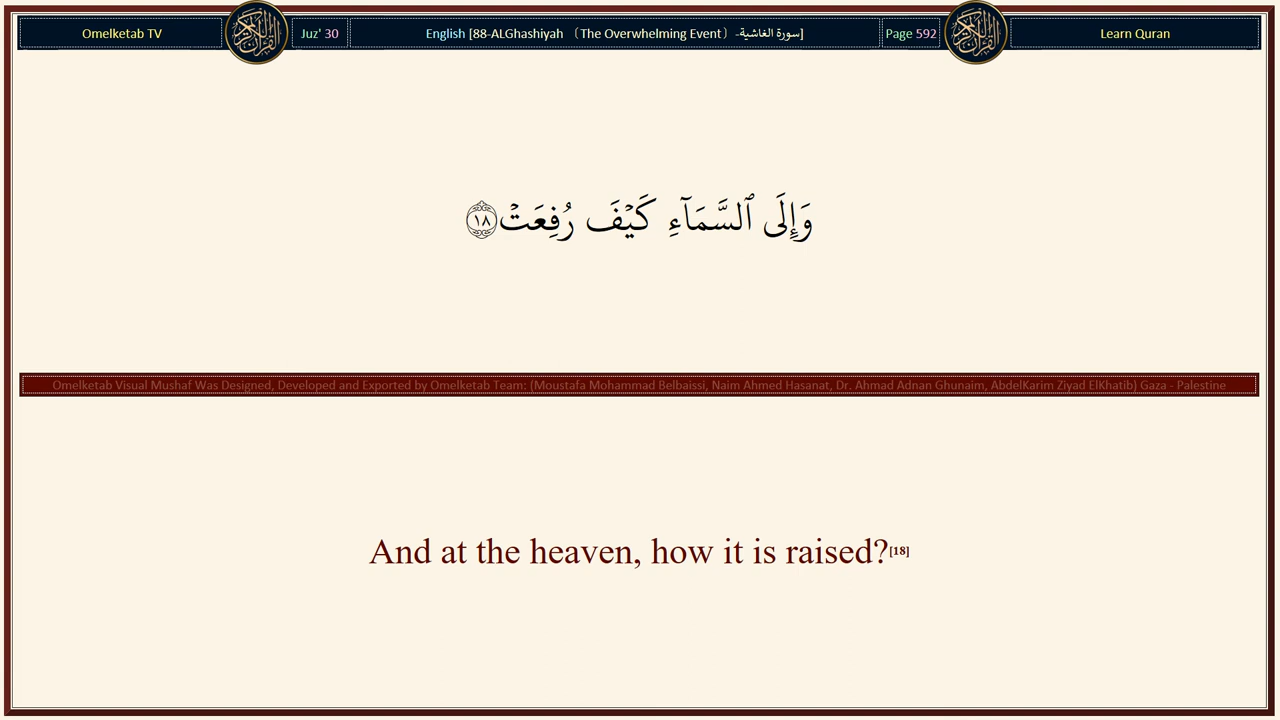 Omelketab TV
Juz' 30
English [88-ALGhashiyah （The Overwhelming Event）-سورة الغاشية]
Page 592
Learn Quran
وَإِلَى ٱلسَّمَآءِ كَيۡفَ رُفِعَتۡ ١٨
Omelketab Visual Mushaf Was Designed, Developed and Exported by Omelketab Team: (Moustafa Mohammad Belbaissi, Naim Ahmed Hasanat, Dr. Ahmad Adnan Ghunaim, AbdelKarim Ziyad ElKhatib) Gaza - Palestine
And at the heaven, how it is raised?[18]